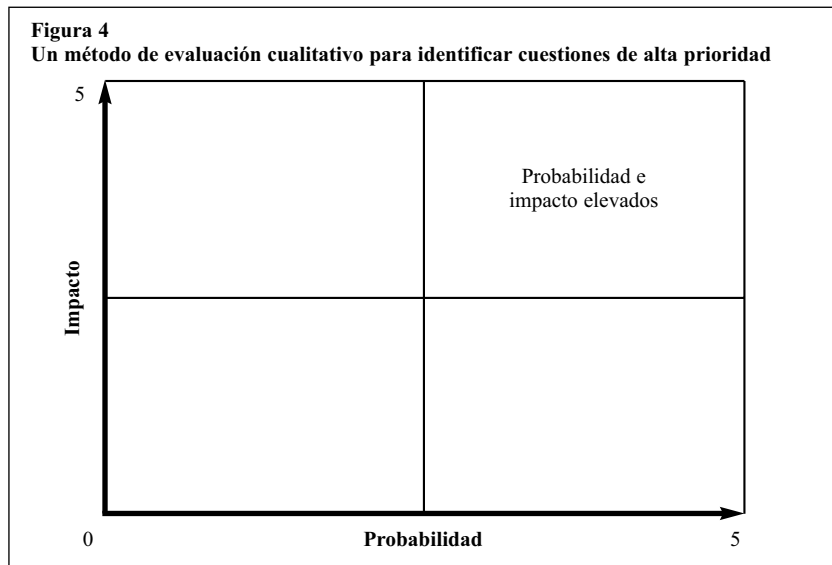 Figura 4
Un método de evaluación cualitativo para identificar cuestiones de alta prioridad
5
Probabilidad e
impacto elevados
Impacto
0
Probabilidad
5